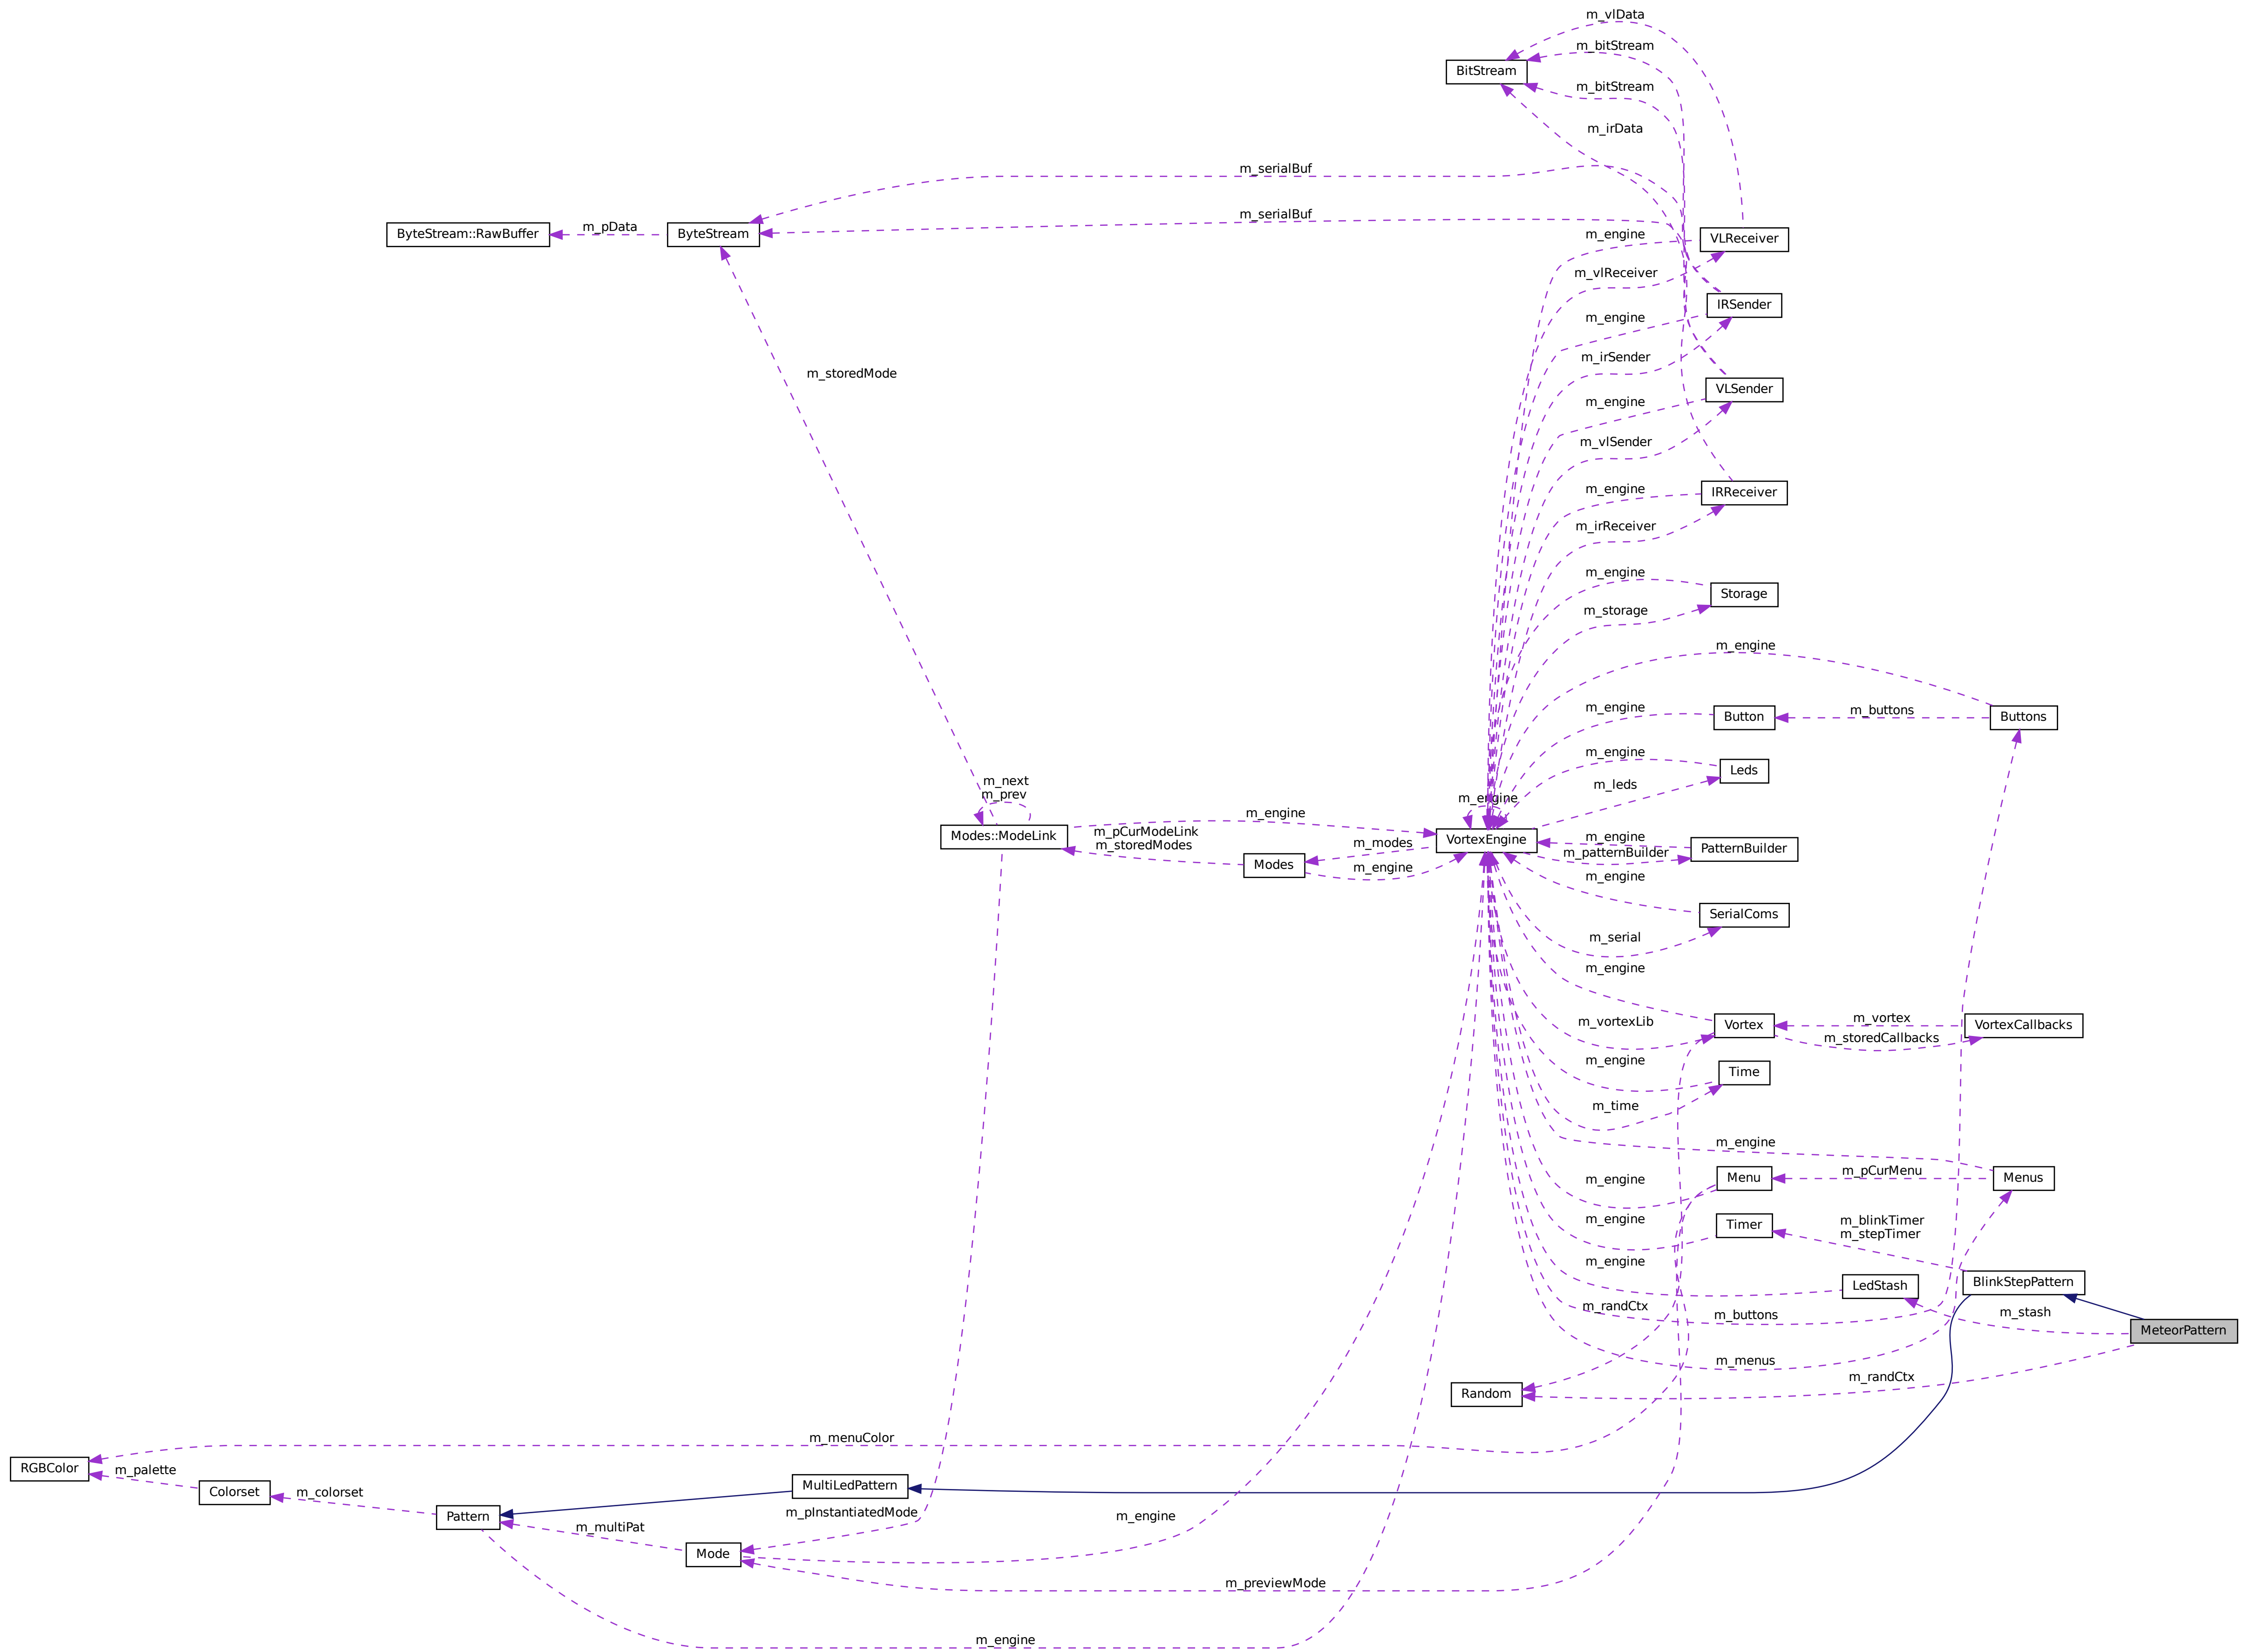 m_vlData
m_bitStream
BitStream
m_bitStream
m_irData
m_serialBuf
m_serialBuf
ByteStream::RawBuffer
m_pData
ByteStream
m_engine
VLReceiver
m_vlReceiver
IRSender
m_engine
m_irSender
m_storedMode
VLSender
m_engine
m_vlSender
m_engine
IRReceiver
m_irReceiver
m_engine
Storage
m_storage
m_engine
m_engine
Button
m_buttons
Buttons
m_engine
Leds
m_leds
m_next
m_prev
m_engine
Modes::ModeLink
m_engine
m_pCurModeLink
m_storedModes
Modes
m_modes
m_engine
VortexEngine
m_engine
m_patternBuilder
PatternBuilder
m_engine
SerialComs
m_serial
m_engine
m_vortexLib
Vortex
m_vortex
m_storedCallbacks
VortexCallbacks
m_engine
Time
m_time
m_engine
m_engine
Menu
m_pCurMenu
Menus
m_engine
Timer
m_blinkTimer
m_stepTimer
m_engine
LedStash
BlinkStepPattern
m_randCtx
m_buttons
m_stash
MeteorPattern
m_menus
m_randCtx
Random
m_menuColor
RGBColor
m_palette
Colorset
m_colorset
MultiLedPattern
Pattern
m_pInstantiatedMode
m_engine
m_multiPat
Mode
m_previewMode
m_engine